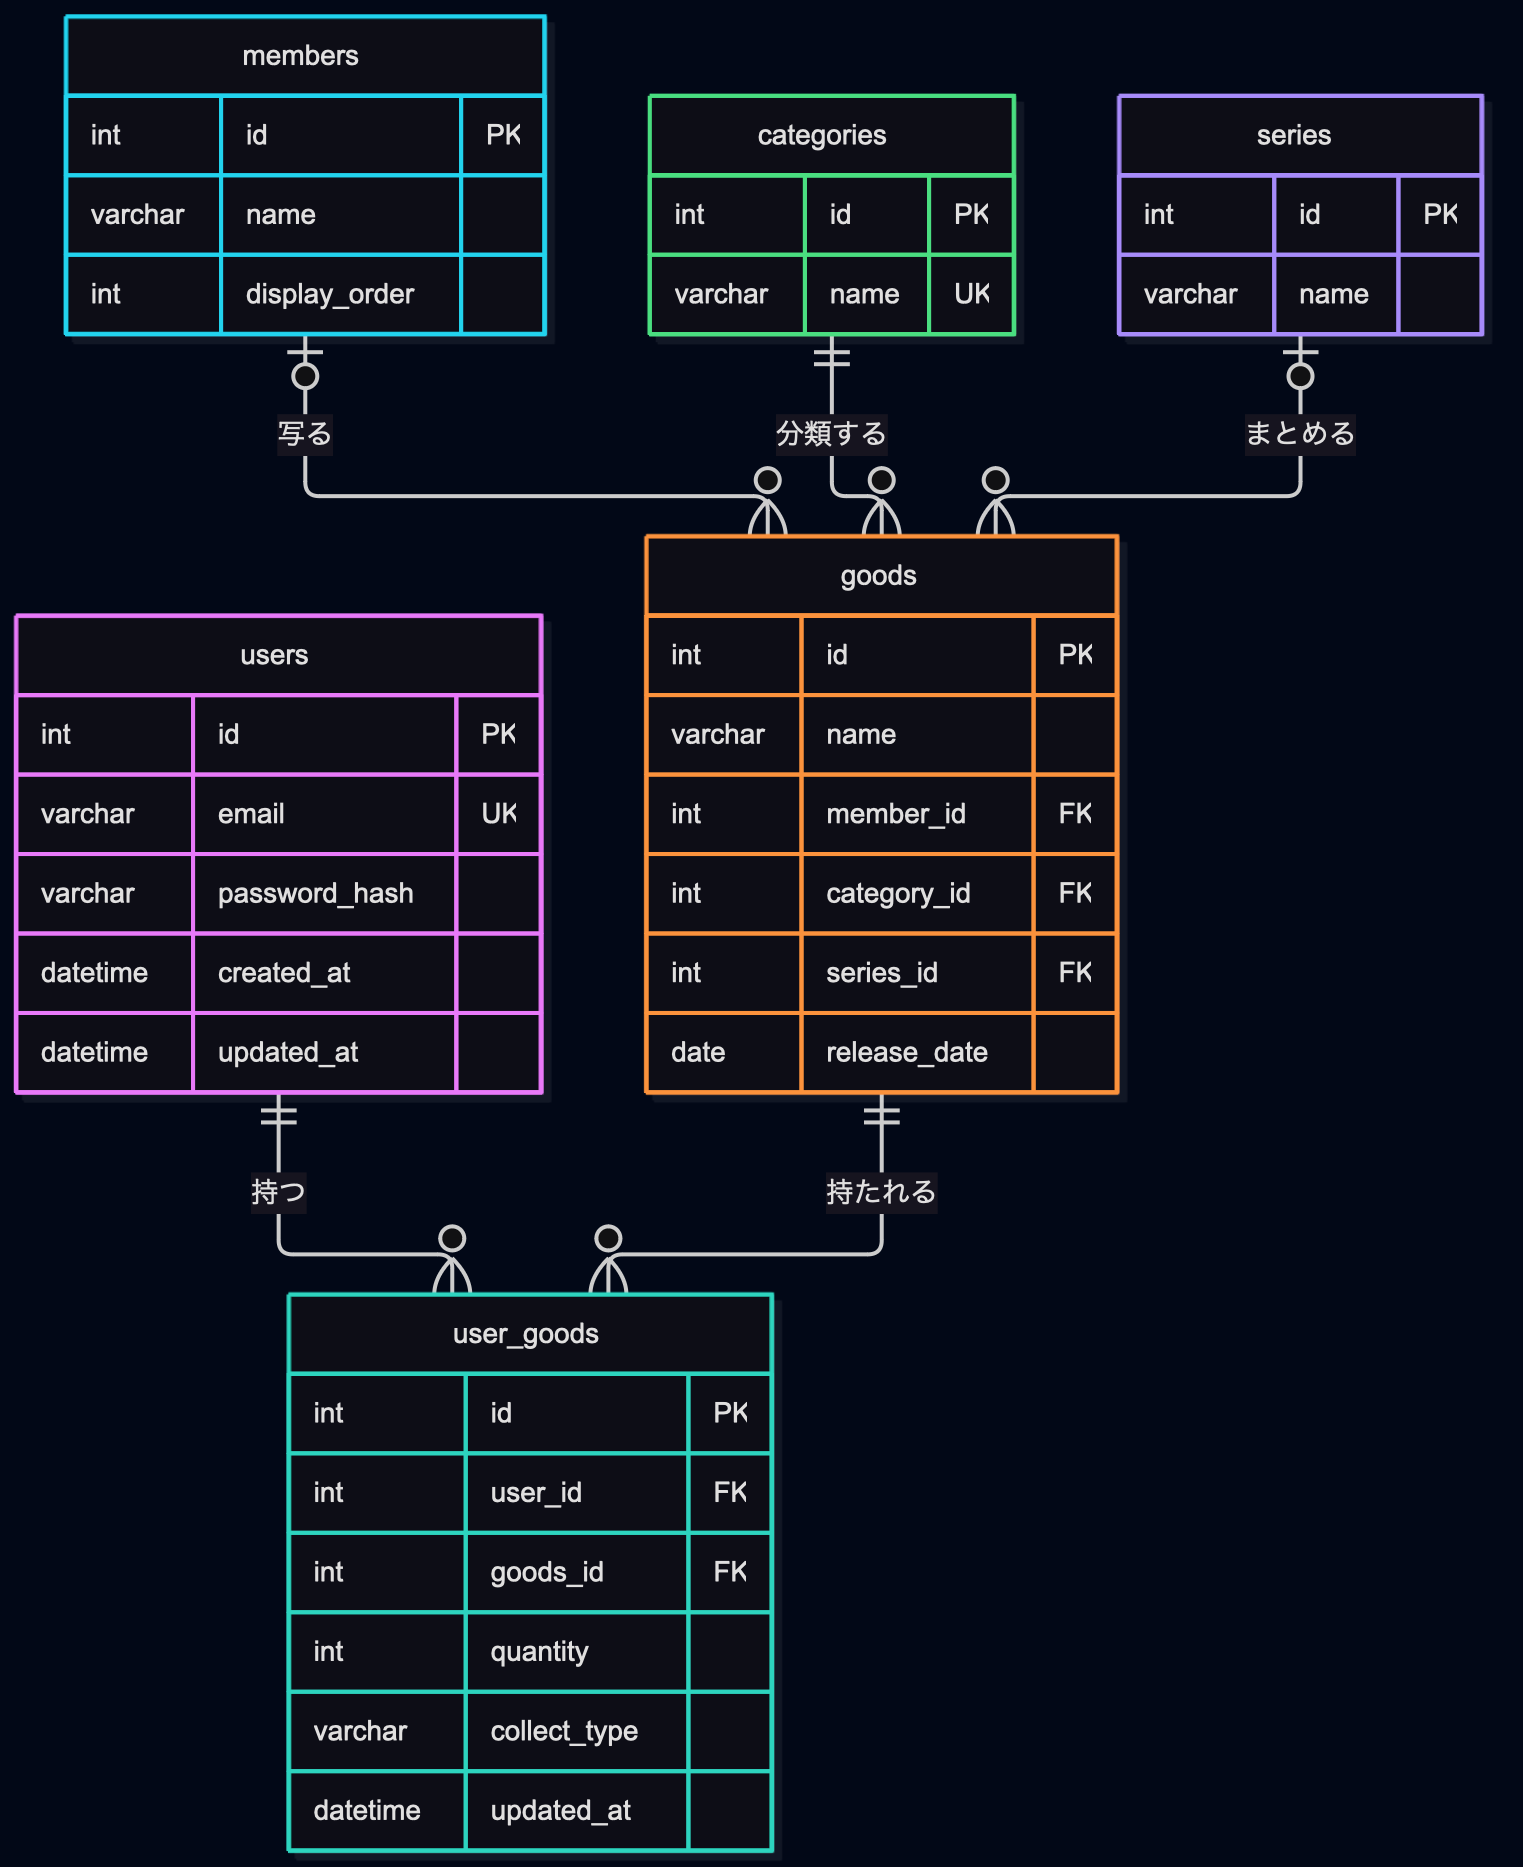 members
int id PK
varchar name
int display_order
categories
int id PK
varchar name UK
series
int id PK
varchar name
写る
分類する
まとめる
goods
int id PK
varchar name
int member_id FK
int category_id FK
int series_id FK
date release_date
users
int id PK
varchar email UK
varchar password_hash
datetime created_at
datetime updated_at
持つ
持たれる
user_goods
int id PK
int user_id FK
int goods_id FK
int quantity
varchar collect_type
datetime updated_at